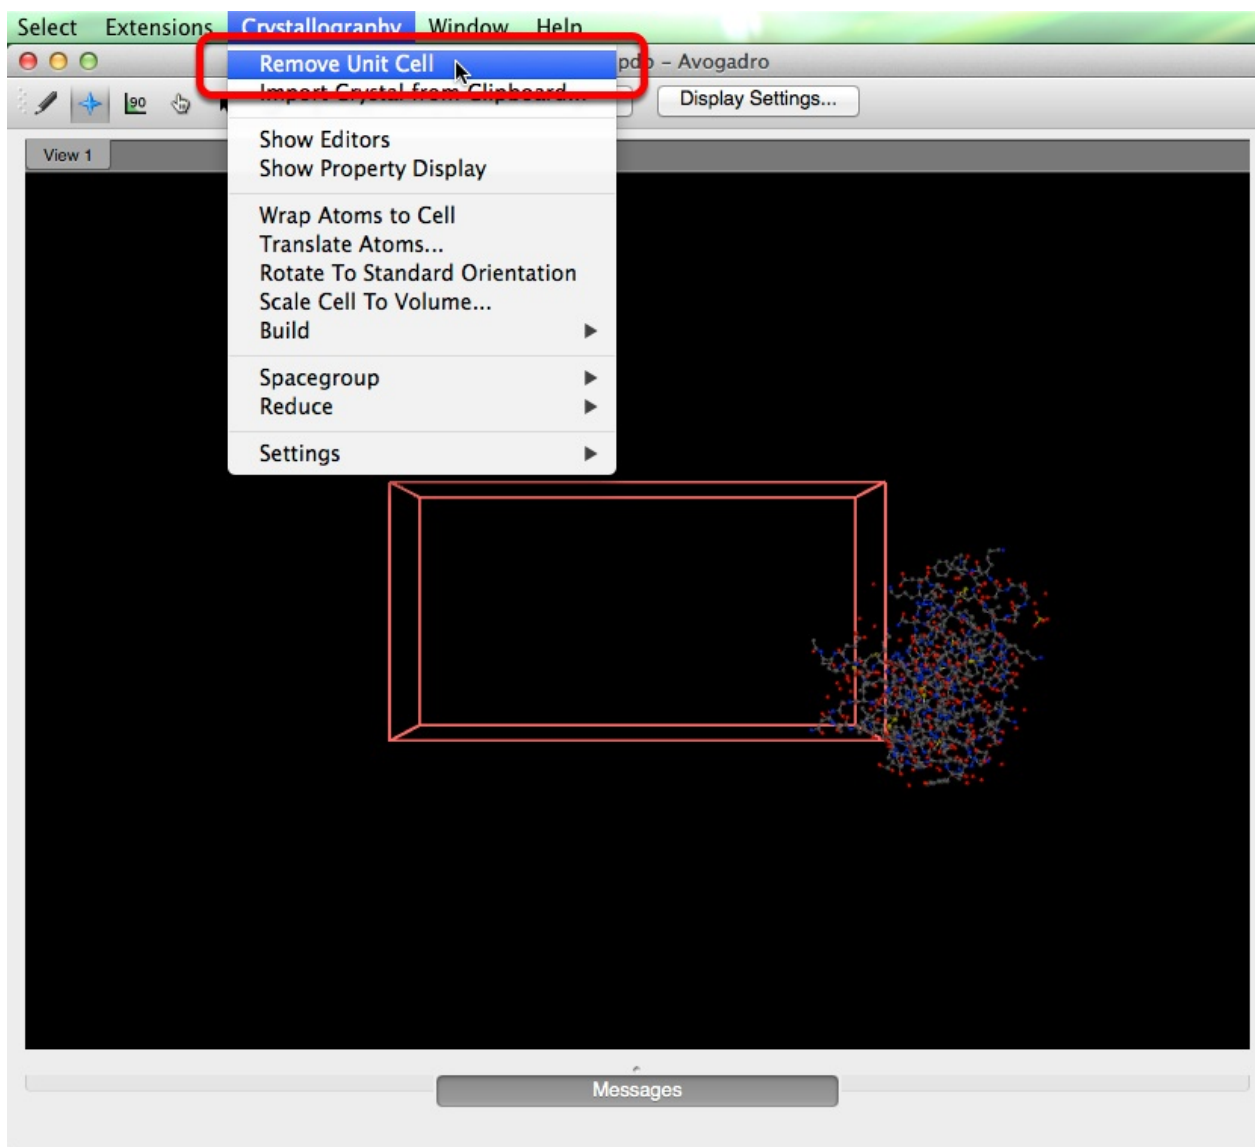 Select Extensions Crystallography Window Help
pdb - Avogadro
Remove Unit Cell
Import Crystal from Clipboard...
90
Display Settings...
Show Editors
Show Property Display
View 1
Wrap Atoms to Cell
Translate Atoms...
Rotate To Standard Orientation
Scale Cell To Volume...
Build
Spacegroup
Reduce
Settings
Messages